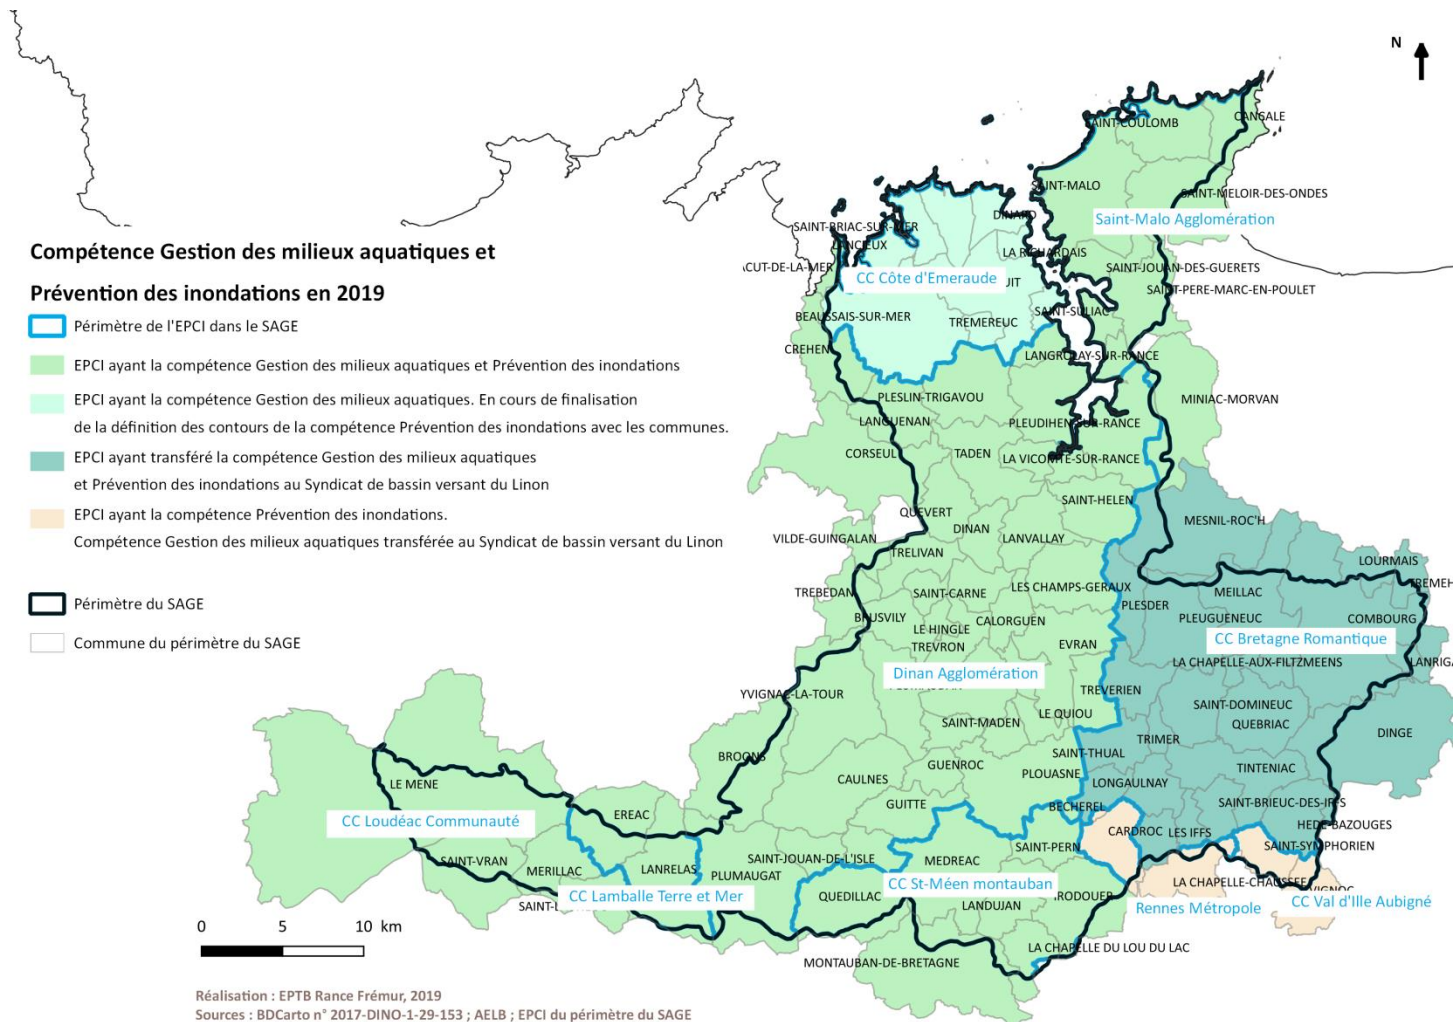 N
Compétence Gestion des milieux aquatiques et
Prévention des inondations en 2019
Périmètre de l'EPCI dans le SAGE
EPCI ayant la compétence Gestion des milieux aquatiques et Prévention des inondations
EPCI ayant la compétence Gestion des milieux aquatiques. En cours de finalisation
de la définition des contours de la compétence Prévention des inondations avec les communes.
EPCI ayant transféré la compétence Gestion des milieux aquatiques
et Prévention des inondations au Syndicat de bassin versant du Linon
EPCI ayant la compétence Prévention des inondations.
Compétence Gestion des milieux aquatiques transférée au Syndicat de bassin versant du Linon
Périmètre du SAGE
Commune du périmètre du SAGE
SAINT-COULOMB
CANCALE
SAINT-MALO
SAINT-MELOIR-DES-ONDES
Saint-Malo Agglomération
DINARD
SAINT-BRIAC-SUR-MER
LANCIEUX
LA RICHARDAIS
SAINT-JOUAN-DES-GUERETS
CC Côte d'Emeraude
SAINT-PERE-MARC-EN-POULET
BEAUSSAIS-SUR-MER
TREMEREUC
SAINT-SULIAC
CREHEN
LANGROLAY-SUR-RANCE
PLESLIN-TRIGAVOU
MINIAC-MORVAN
LANGUENAN
PLEUDIHEN-SUR-RANCE
CORSEUL
TADEN
LA VICOMTE-SUR-RANCE
SAINT-HELEN
QUEVERT
MESNIL-ROC'H
VILDE-GUINGALAN
DINAN
LANVALLAY
TRELIVAN
LOURMAIS
TREMEH
TREBEDAN
SAINT-CARNE
LES CHAMPS-GERAUX
MEILLAC
PLESDER
BRUSVILY
CALORGUEN
PLEUGUENEUC
COMBOURG
LE HINGLE
TREVRON
EVRAN
CC Bretagne Romantique
LA CHAPELLE-AUX-FILTZMEENS
LANRIGA
Dinan Agglomération
YVIGNAC-LA-TOUR
TREVERIEN
SAINT-DOMINEUC
LE QUIOU
SAINT-MADEN
QUEBRIAC
DINGE
TRIMER
SAINT-THUAL
BROONS
GUENROC
PLOUASNE
TINTENIAC
LE MENE
CAULNES
LONGAULNAY
GUITTE
BECHEREL
SAINT-BRIEUC-DES-IFFS
EREAC
CC Loudéac Communauté
CARDROC
LES IFFS
HEDE-BAZOUGES
SAINT-PERN
SAINT-SYMPHORIEN
SAINT-VRAN
MERILLAC
LANRELAS
SAINT-JOUAN-DE-L'ISLE
MEDREAC
PLUMAUGAT
CC St-Méen montauban
LA CHAPELLE-CHAUSSEE
QUEDILLAC
CC Lamballe Terre et Mer
LANDUJAN
Rennes Métropole
CC Val d'Ille Aubigné
LA CHAPELLE DU LOU DU LAC
MONTAUBAN-DE-BRETAGNE
0 5 10 km
Réalisation : EPTB Rance Frémur, 2019
Sources : BDCarto n° 2017-DINO-1-29-153 ; AELB ; EPCI du périmètre du SAGE